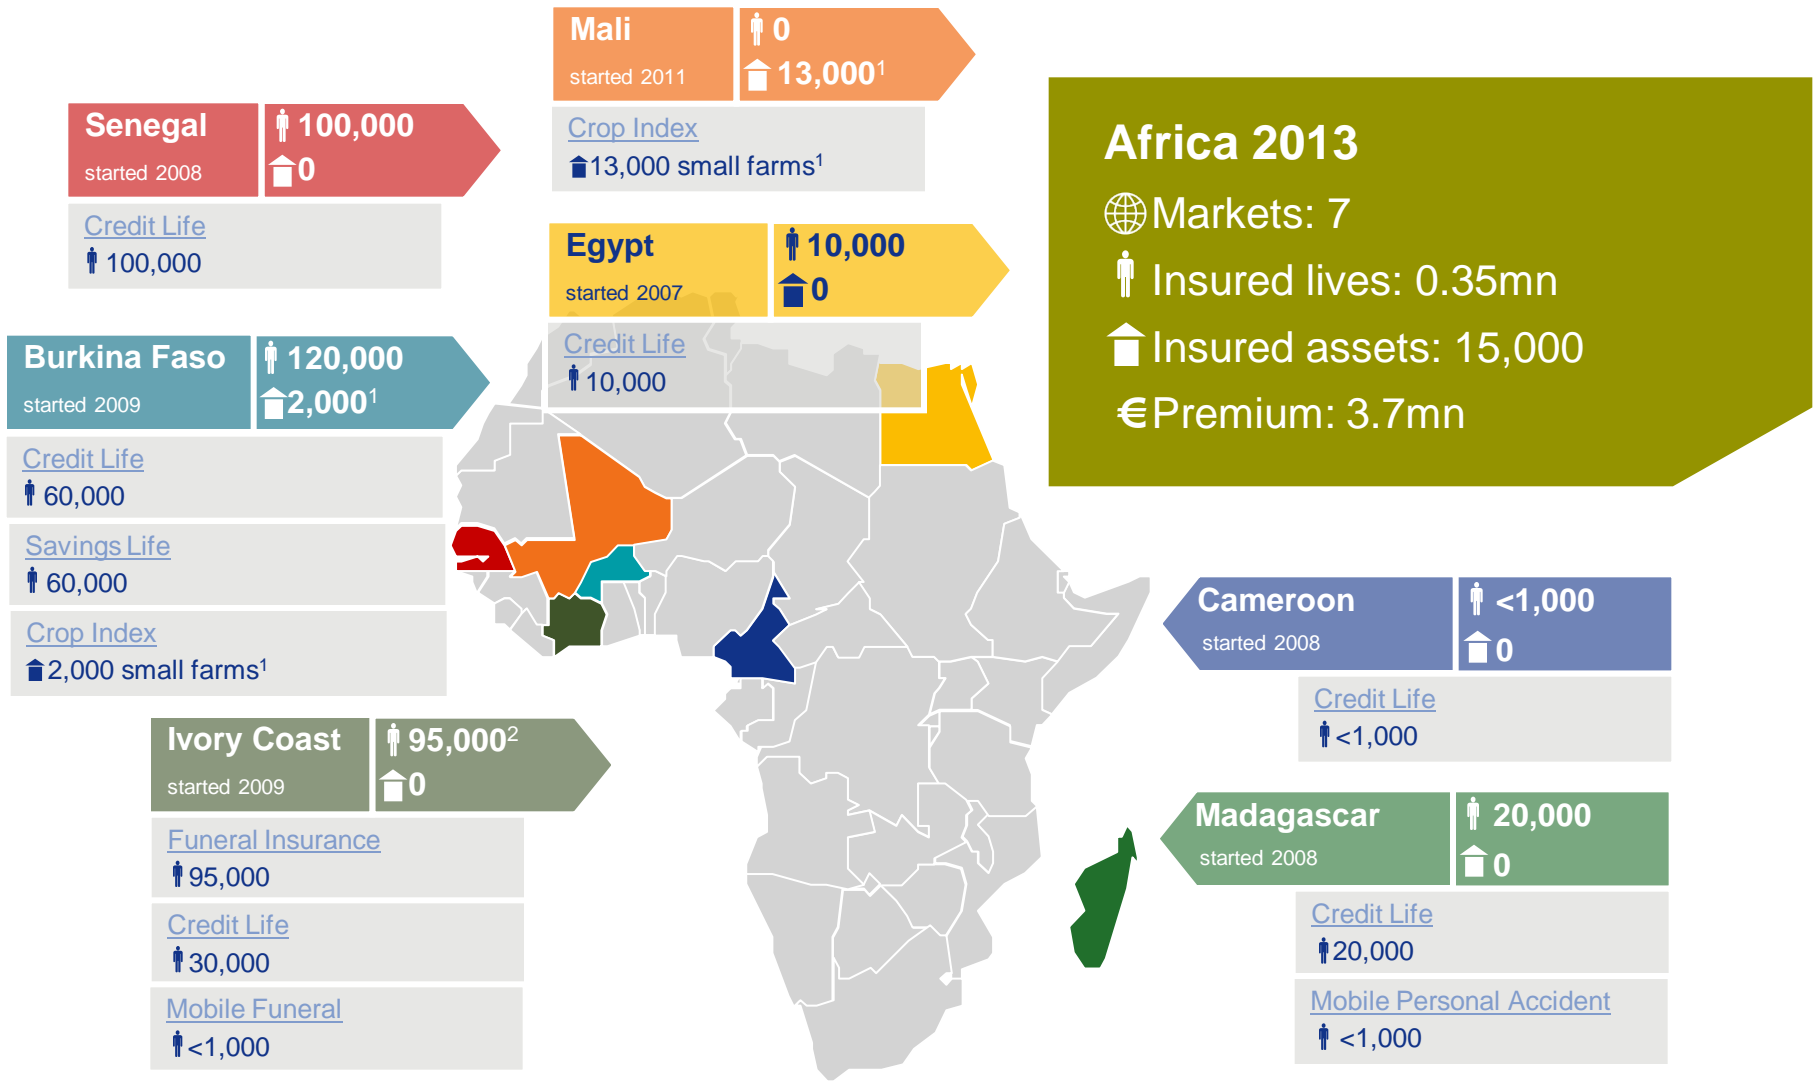 Mali
started 2011
0
13,000¹
Crop Index
13,000 small farms¹
Senegal
started 2008
100,000
0
Credit Life
100,000
Africa 2013
Markets: 7
Insured lives: 0.35mn
Insured assets: 15,000
€Premium: 3.7mn
Egypt
started 2007
10,000
0
Credit Life
10,000
Burkina Faso
started 2009
120,000
2,000¹
Credit Life
60,000
Savings Life
60,000
Crop Index
2,000 small farms¹
Cameroon
started 2008
<1,000
0
Credit Life
<1,000
Ivory Coast
started 2009
95,000²
0
Funeral Insurance
95,000
Credit Life
30,000
Mobile Funeral
<1,000
Madagascar
started 2008
20,000
0
Credit Life
20,000
Mobile Personal Accident
<1,000